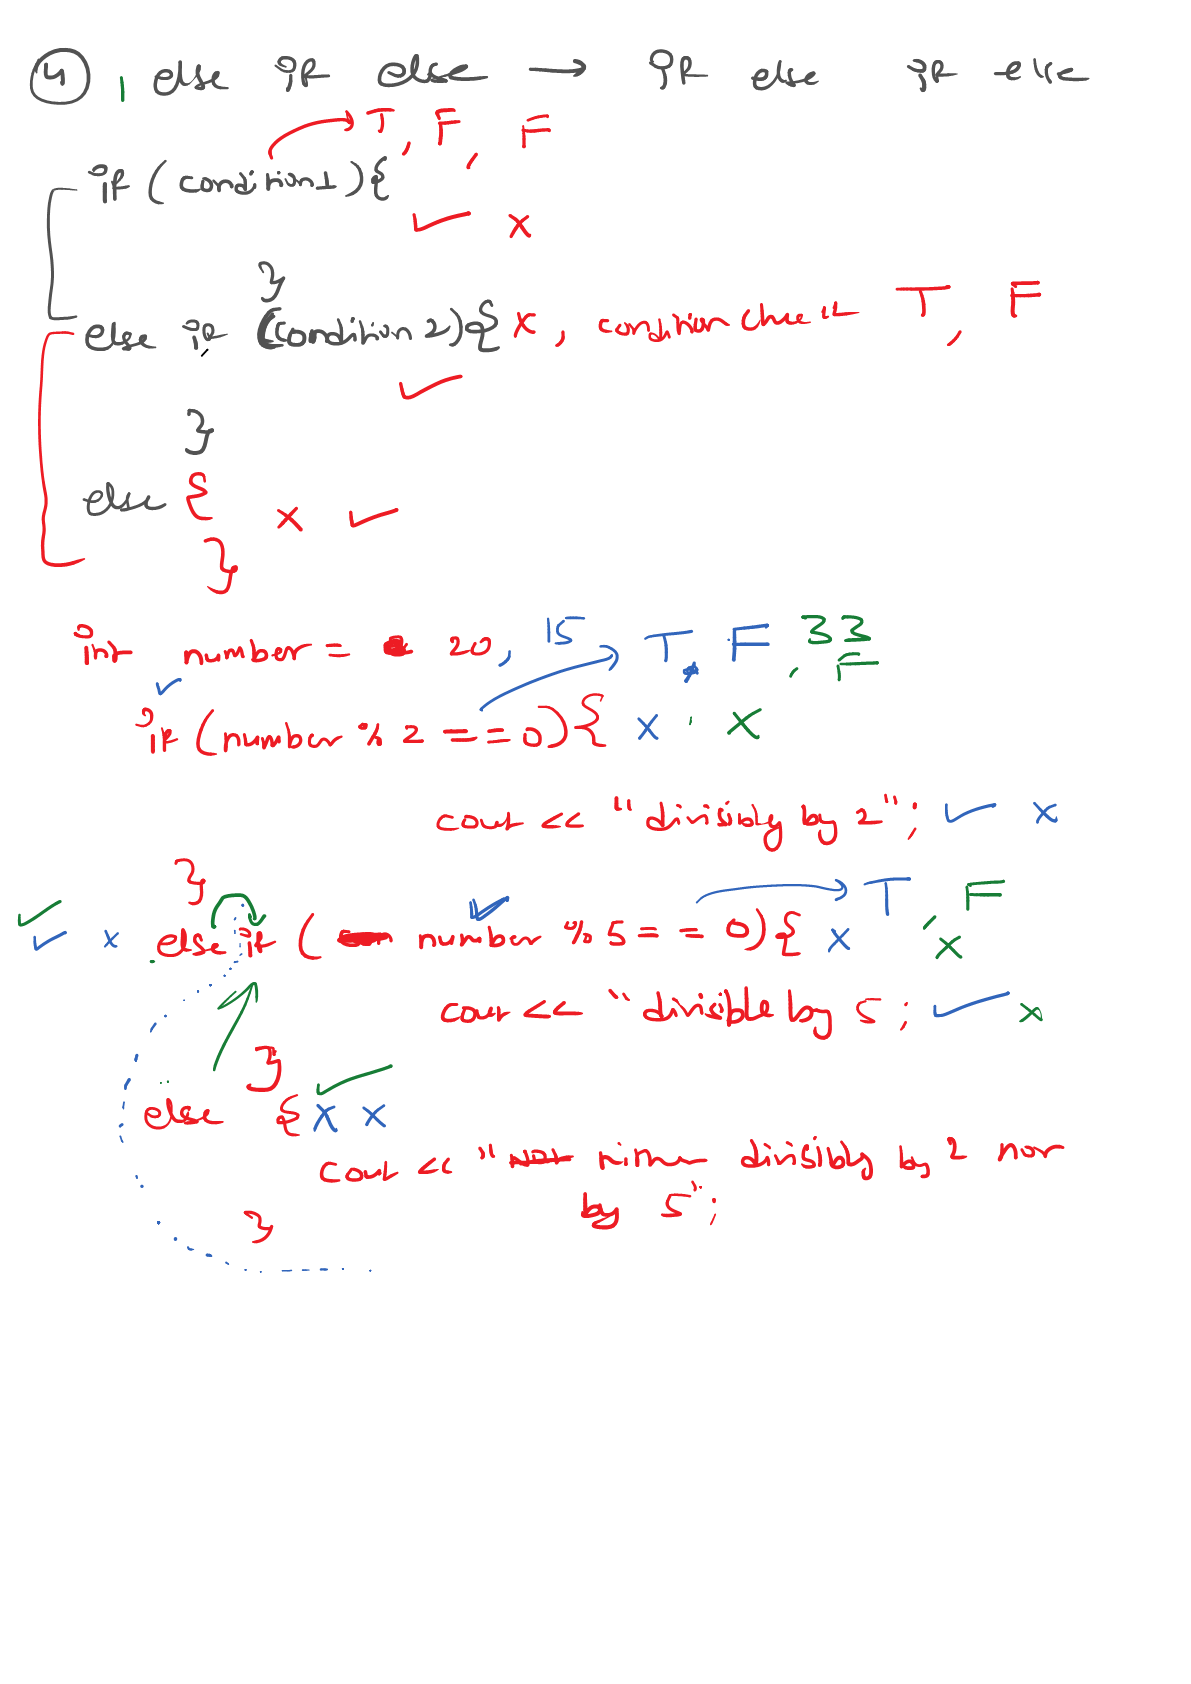 4 , else if else → if else if else
T, F, F
if (condition1){
}
else if (condition 2){ x , condition check T, F
}
else {
}
int number = 20, 15 T, F, 33 F
if (number % 2 == 0){ x x
cout << "divisibly by 2"; x
}
x else if ( number % 5 == 0){ x T F x
cout << "divisible by 5 ; x
}
else { x x
cout << " divisibly by 2 nor
by 5";
}